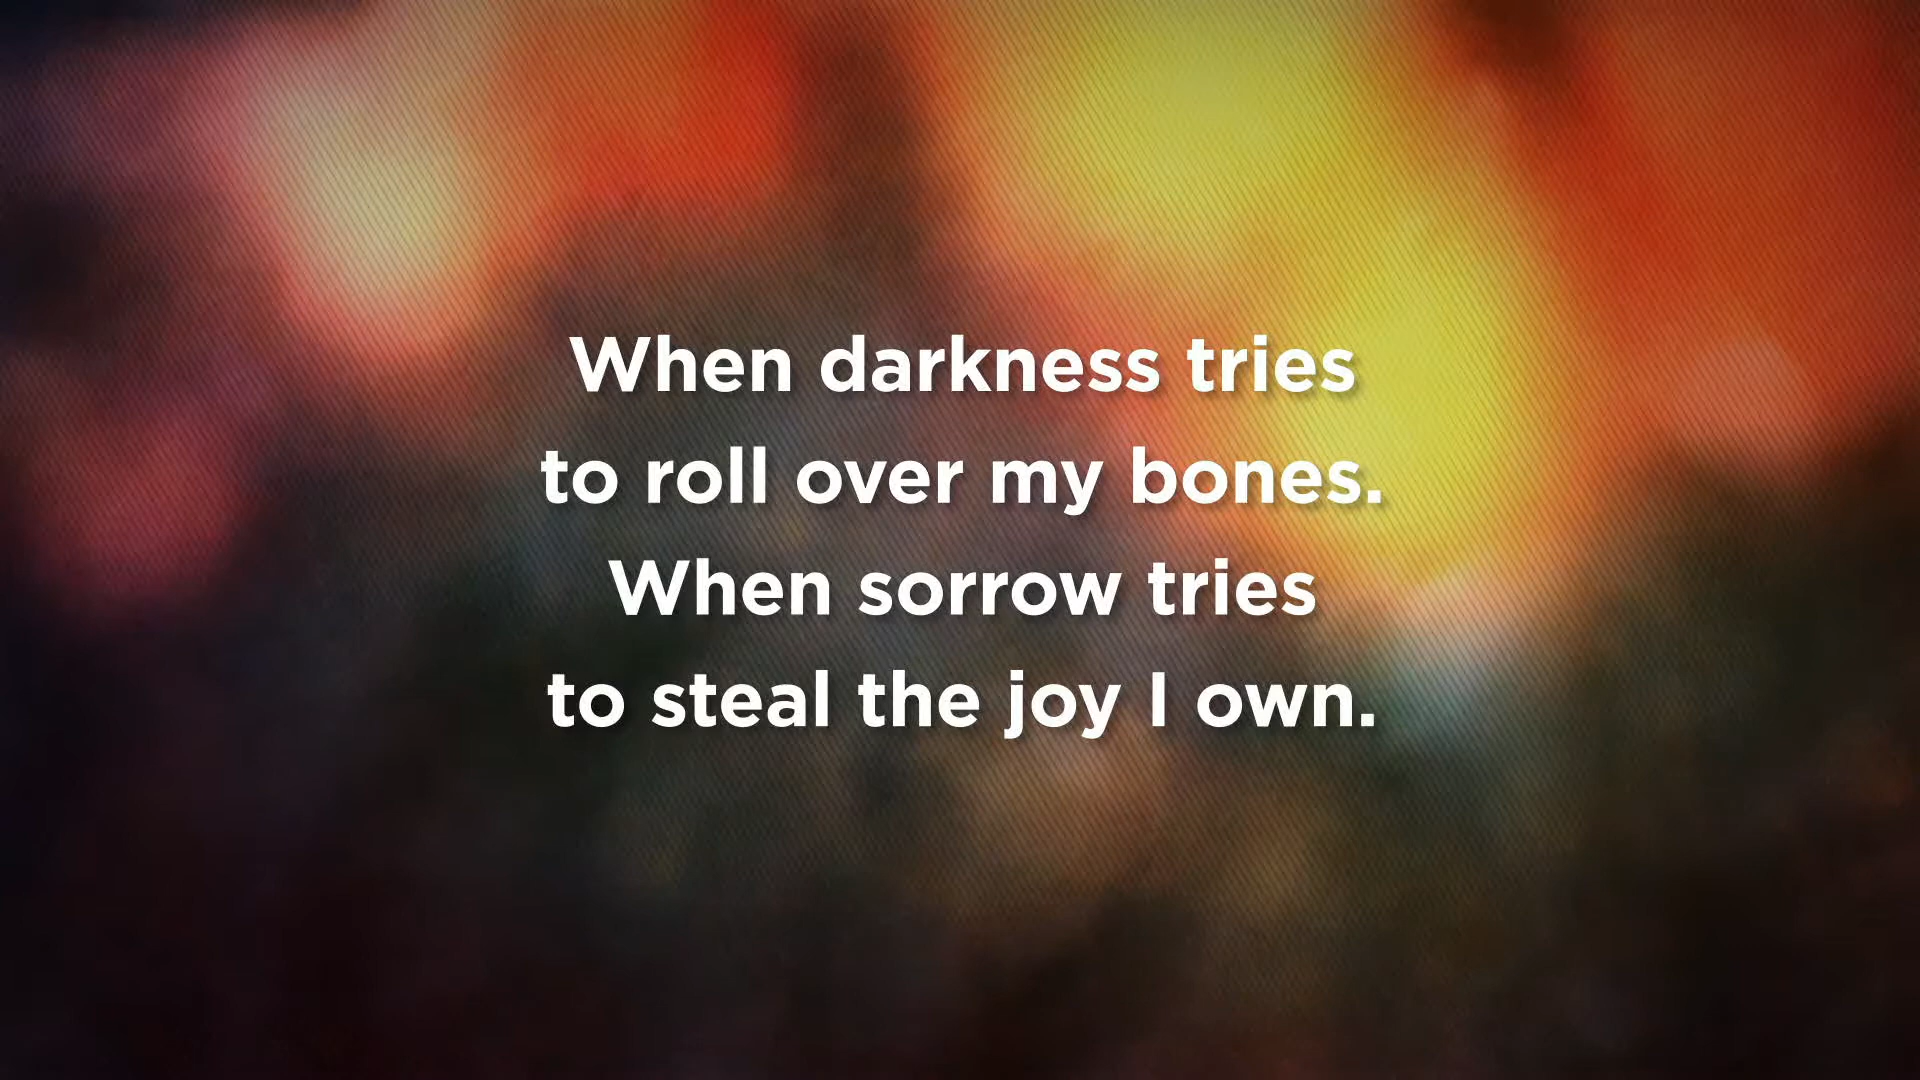 When darkness tries
to roll over my bones.
When sorrow tries
to steal the joy I own.